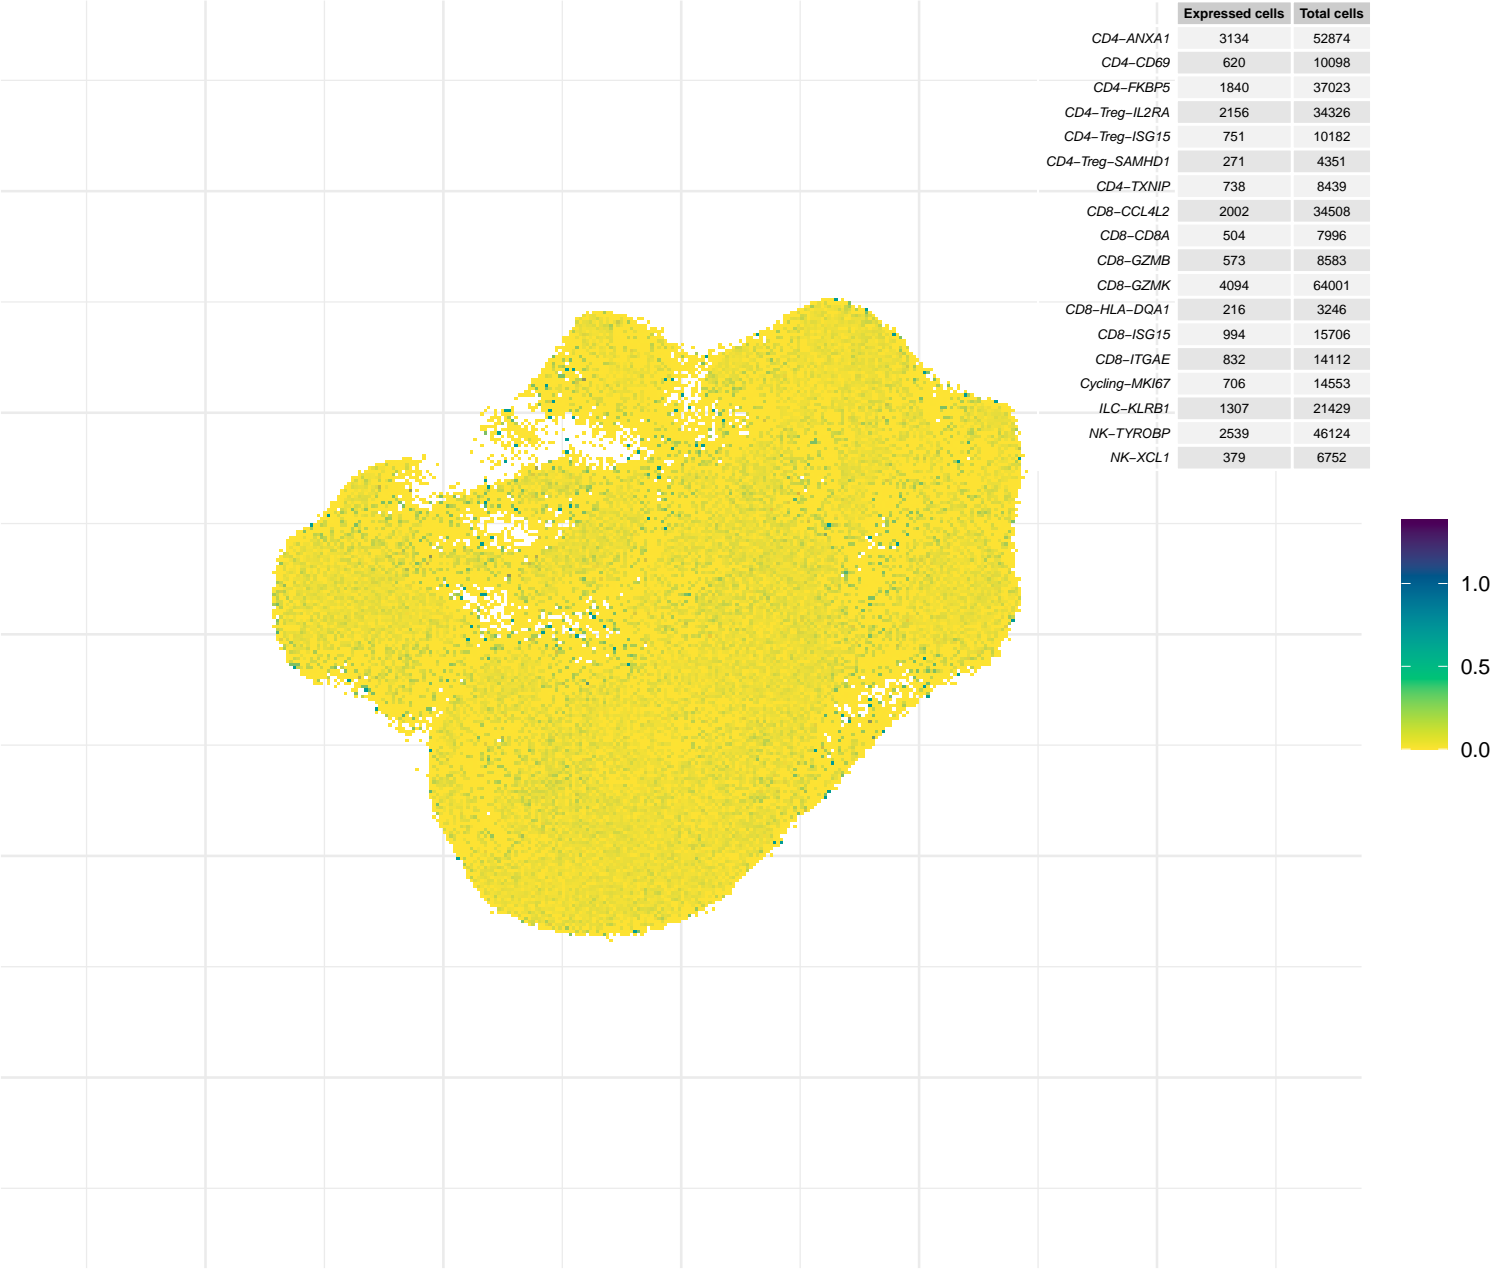 Expressed cells Total cells
CD4−ANXA1 3134 52874
CD4−CD69 620 10098
CD4−FKBP5 1840 37023
CD4−Treg−IL2RA 2156 34326
CD4−Treg−ISG15 751 10182
CD4−Treg−SAMHD1 271 4351
CD4−TXNIP 738 8439
CD8−CCL4L2 2002 34508
CD8−CD8A 504 7996
CD8−GZMB 573 8583
CD8−GZMK 4094 64001
CD8−HLA−DQA1 216 3246
CD8−ISG15 994 15706
CD8−ITGAE 832 14112
Cycling−MKI67 706 14553
ILC−KLRB1 1307 21429
NK−TYROBP 2539 46124
NK−XCL1 379 6752
1.0
0.5
0.0